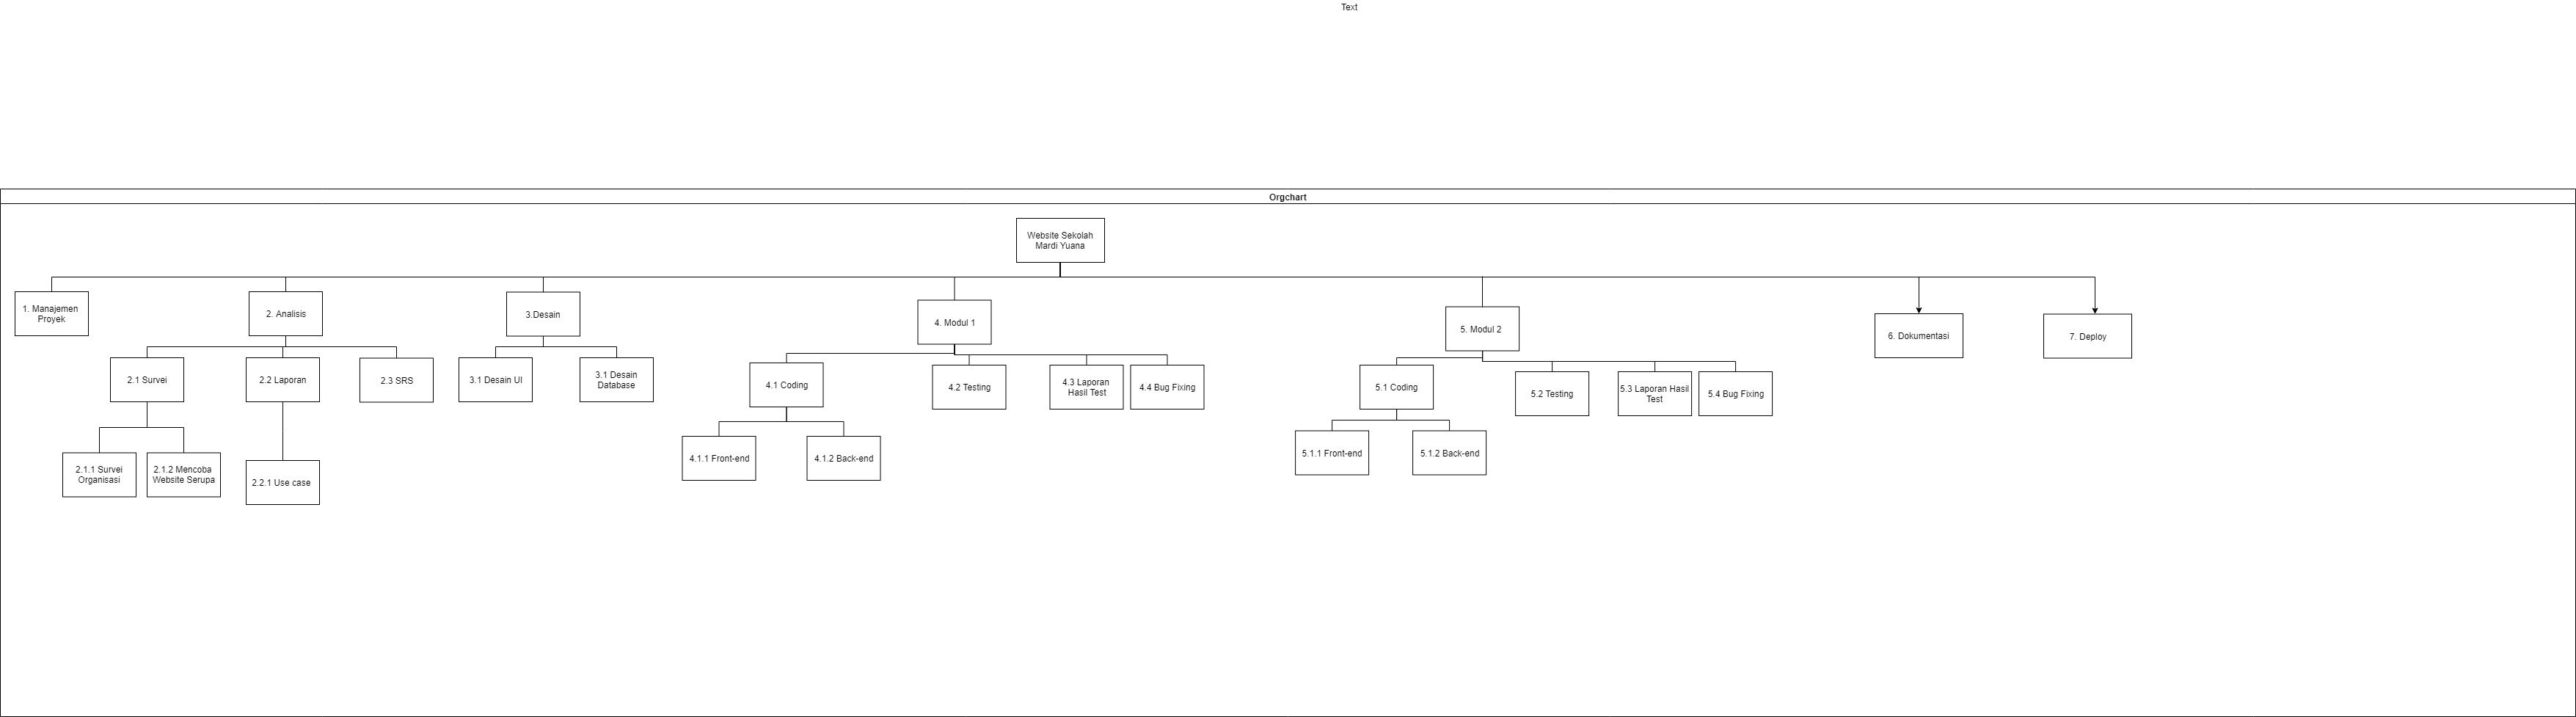 Text
Orgchart
Website Sekolah
Mardi Yuana
1. Manajemen
Proyek
2. Analisis
3.Desain
4. Modul 1
5. Modul 2
6. Dokumentasi
7. Deploy
2.1 Survei
2.2 Laporan
2.3 SRS
3.1 Desain UI
3.1 Desain
Database
4.1 Coding
4.2 Testing
4.3 Laporan
Hasil Test
4.4 Bug Fixing
5.1 Coding
5.2 Testing
5.3 Laporan Hasil
Test
5.4 Bug Fixing
2.1.1 Survei
Organisasi
2.1.2 Mencoba
Website Serupa
2.2.1 Use case
4.1.1 Front-end
4.1.2 Back-end
5.1.1 Front-end
5.1.2 Back-end